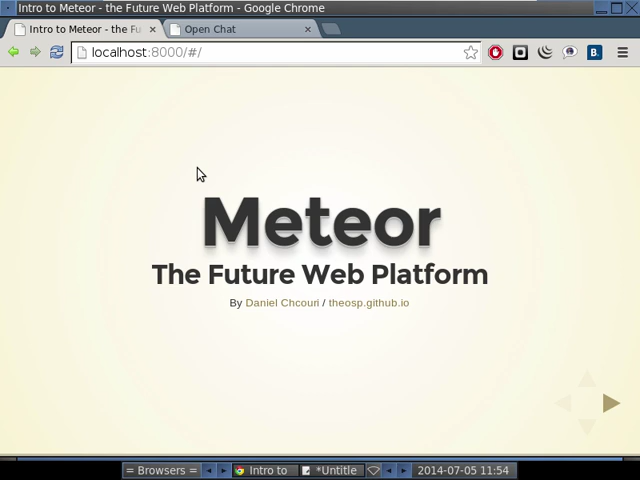 Intro to Meteor - the Future Web Platform - Google Chrome
Intro to Meteor - the Fu
Open Chat
localhost:8000/#/
B.
Meteor
The Future Web Platform
By Daniel Chcouri / theosp.github.io
= Browsers =
Intro to
*Untitle
2014-07-05 11:54